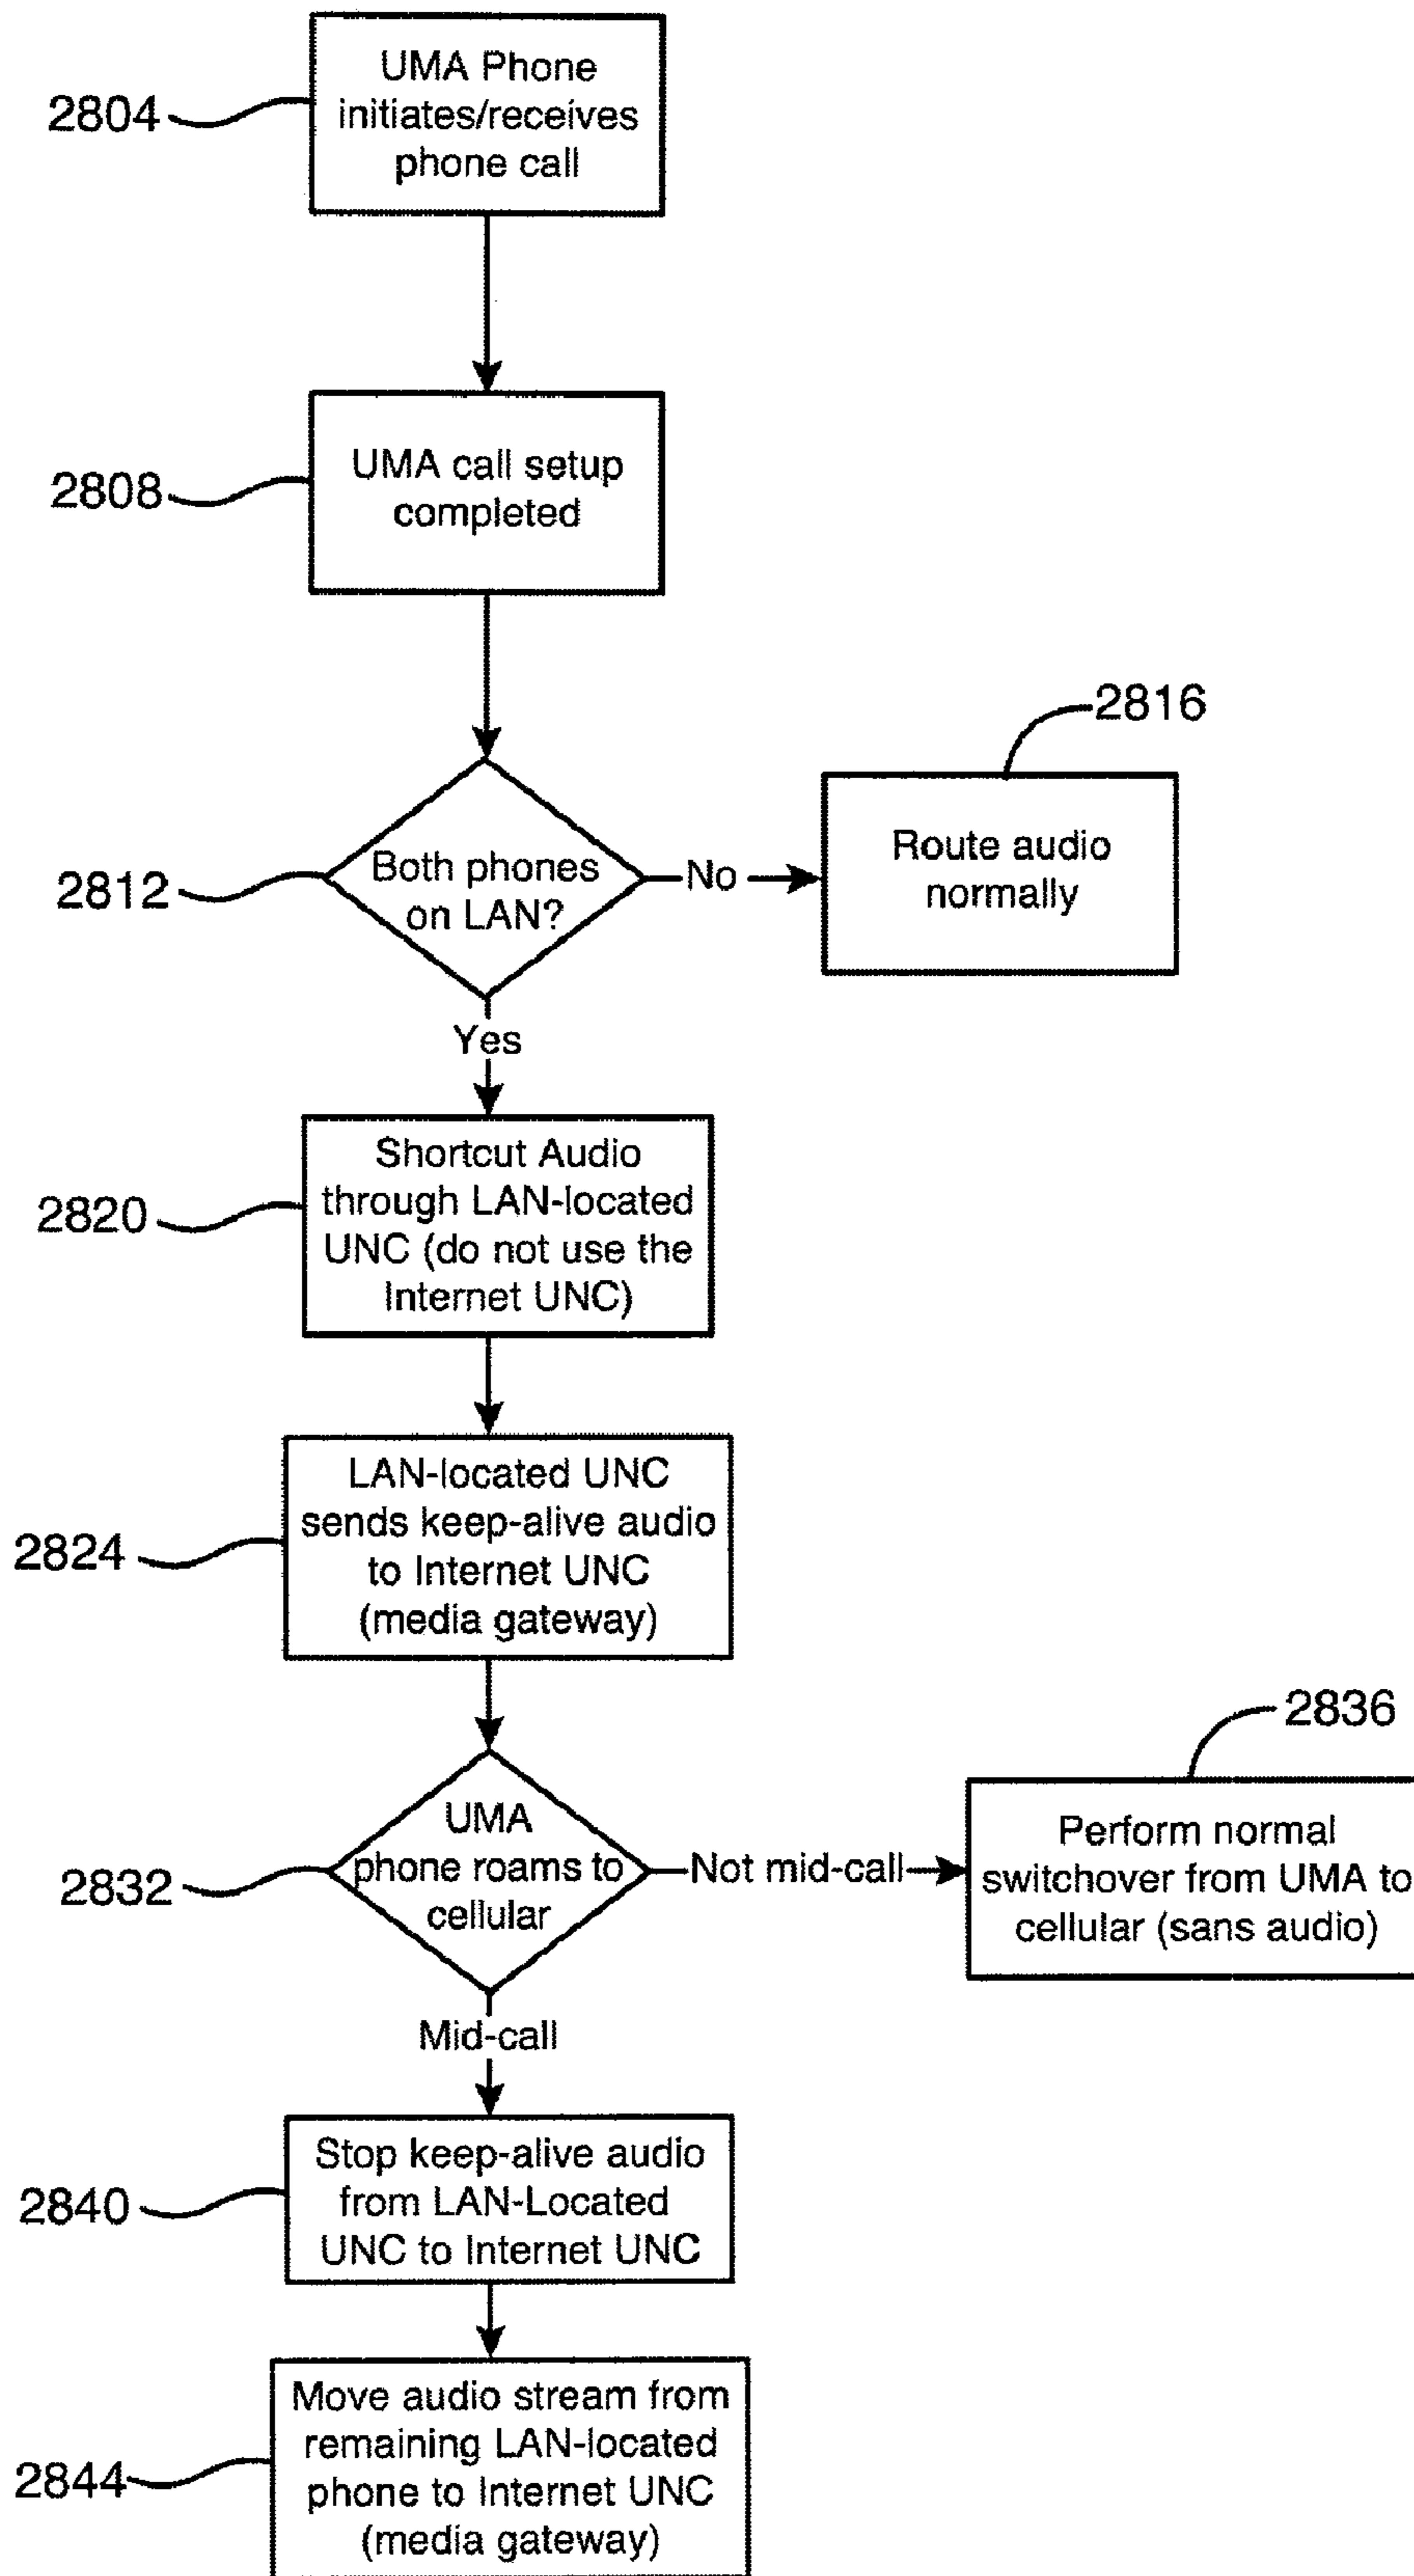 UMA Phone
initiates/receives
phone call
2804
UMA call setup
completed
2808
2816
Both phones
on LAN?
2812
No
Route audio
normally
Yes
Shortcut Audio
through LAN-located
UNC (do not use the
Internet UNC)
2820
LAN-located UNC
sends keep-alive audio
to Internet UNC
(media gateway)
2824
2836
UMA
phone roams to
cellular
2832
Not mid-call
Perform normal
switchover from UMA to
cellular (sans audio)
Mid-call
Stop keep-alive audio
from LAN-Located
UNC to Internet UNC
2840
Move audio stream from
remaining LAN-located
phone to Internet UNC
(media gateway)
2844